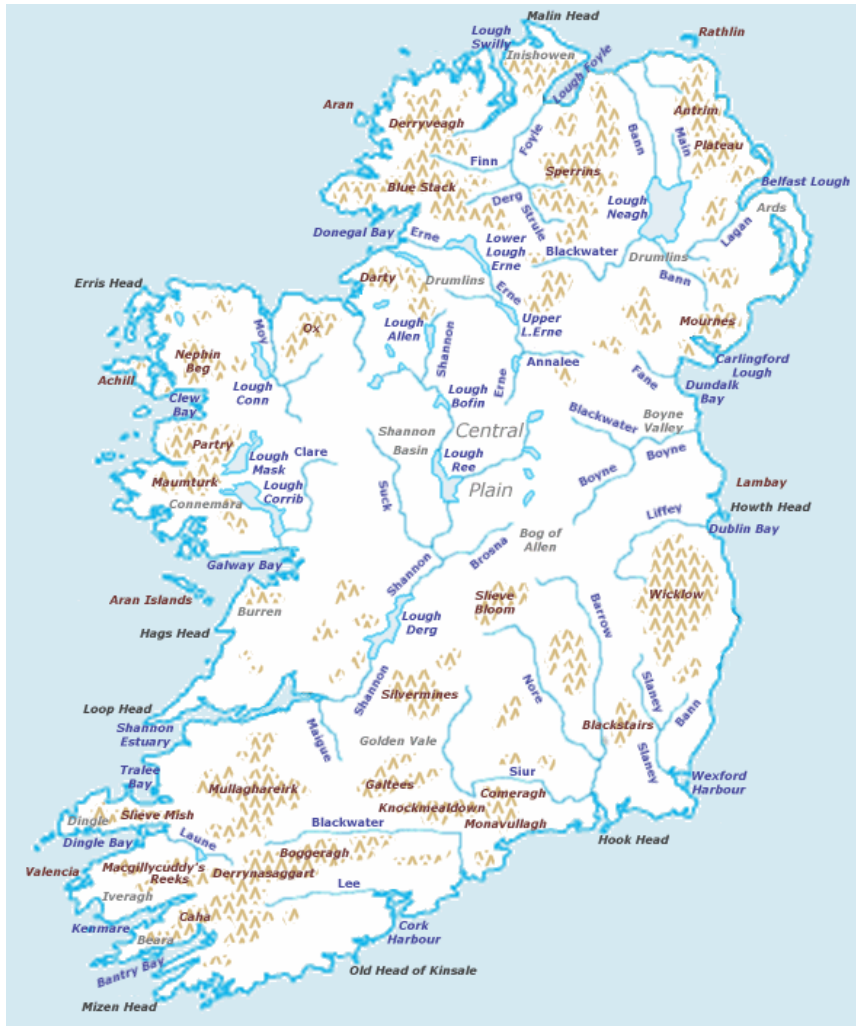 Malin Head
Lough
Swilly
Rathlin
Inishowen
Lough Foyle
Aran
Derryveagh
Foyle
Bann
Antrim
Main
Plateau
Finn
Sperrins
Blue Stack
Belfast Lough
Derg
Strule
Lough
Neagh
Ards
Donegal Bay
Erne
Lower
Lough
Erne
Blackwater
Lagan
Drumlins
Erris Head
Darty
Drumlins
Erne
Bann
Moy
Ox
Lough
Allen
Shannon
Upper
L.Erne
Mournes
Nephin
Beg
Achill
Lough
Conn
Lough
Bofin
Erne
Annalee
Fane
Carlingford
Lough
Dundalk
Bay
Clew
Bay
Blackwater
Boyne
Valley
Partry
Shannon
Basin
Central
Clare
Lough
Mask
Lough
Ree
Boyne
Boyne
Maumturk
Lough
Corrib
Suck
Plain
Lambay
Connemara
Liffey
Howth Head
Dublin Bay
Galway Bay
Shannon
Brosna
Bog of
Allen
Aran Islands
Burren
Slieve
Bloom
Barrow
Wicklow
Hags Head
Lough
Derg
Loop Head
Shannon
Silvermines
Nore
Slaney
Bann
Shannon
Estuary
Maigue
Golden Vale
Blackstairs
Slaney
Tralee
Bay
Mullaghareirk
Galtees
Siur
Comeragh
Wexford
Harbour
Dingle
Slieve Mish
Knockmealdown
Monavullagh
Dingle Bay
Laune
Blackwater
Hook Head
Valencia
Macgillycuddy's
Reeks
Boggeragh
Derrynasaggart
Iveragh
Lee
Kenmare
Caha
Cork
Harbour
Beara
Bantry Bay
Old Head of Kinsale
Mizen Head